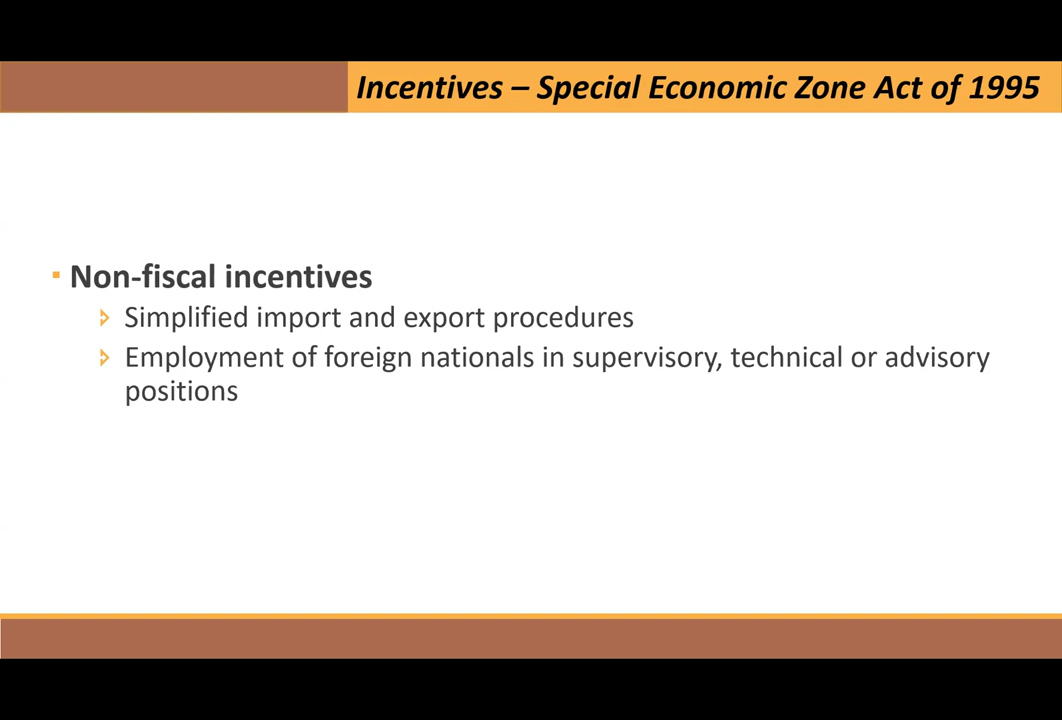 Incentives – Special Economic Zone Act of 1995
Non-fiscal incentives
Simplified import and export procedures
Employment of foreign nationals in supervisory, technical or advisory
positions